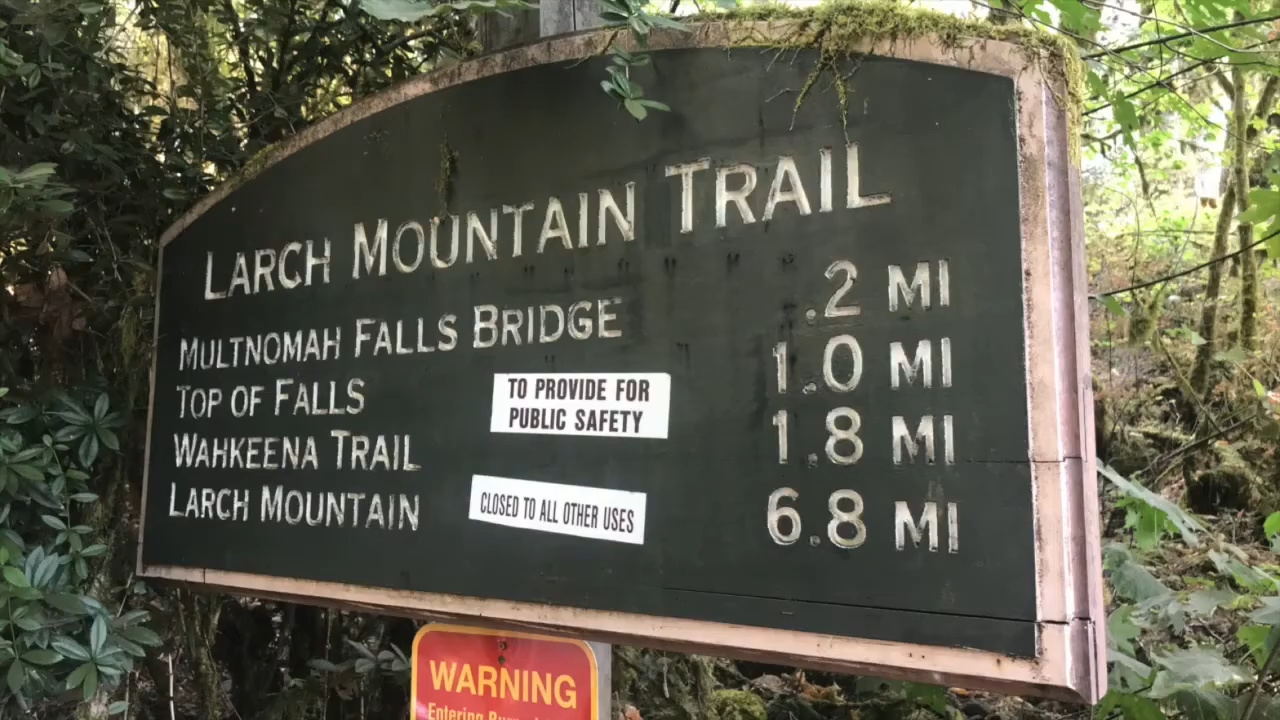 LARCH MOUNTAIN TRAIL
MULTNOMAH FALLS BRIDGE .2 MI
TOP OF FALLS 1.0 MI
WAHKEENA TRAIL 1.8 MI
LARCH MOUNTAIN 6.8 MI
TO PROVIDE FOR
PUBLIC SAFETY
CLOSED TO ALL OTHER USES
WARNING
Entering